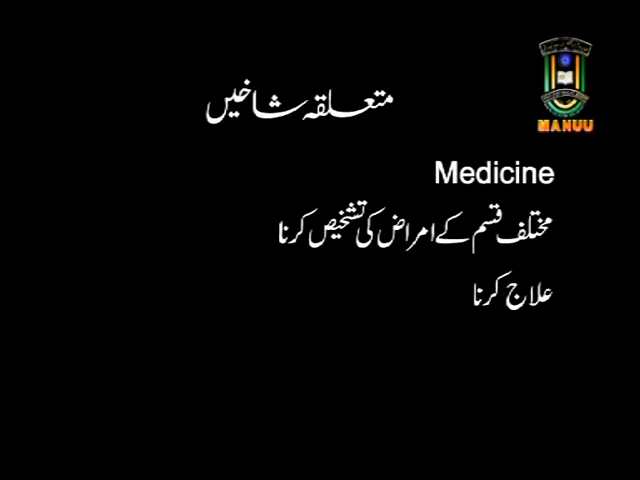 متعلقہ شاخیں
MANUU
Medicine
مختلف قسم کے امراض کی تشخیص کرنا
علاج کرنا